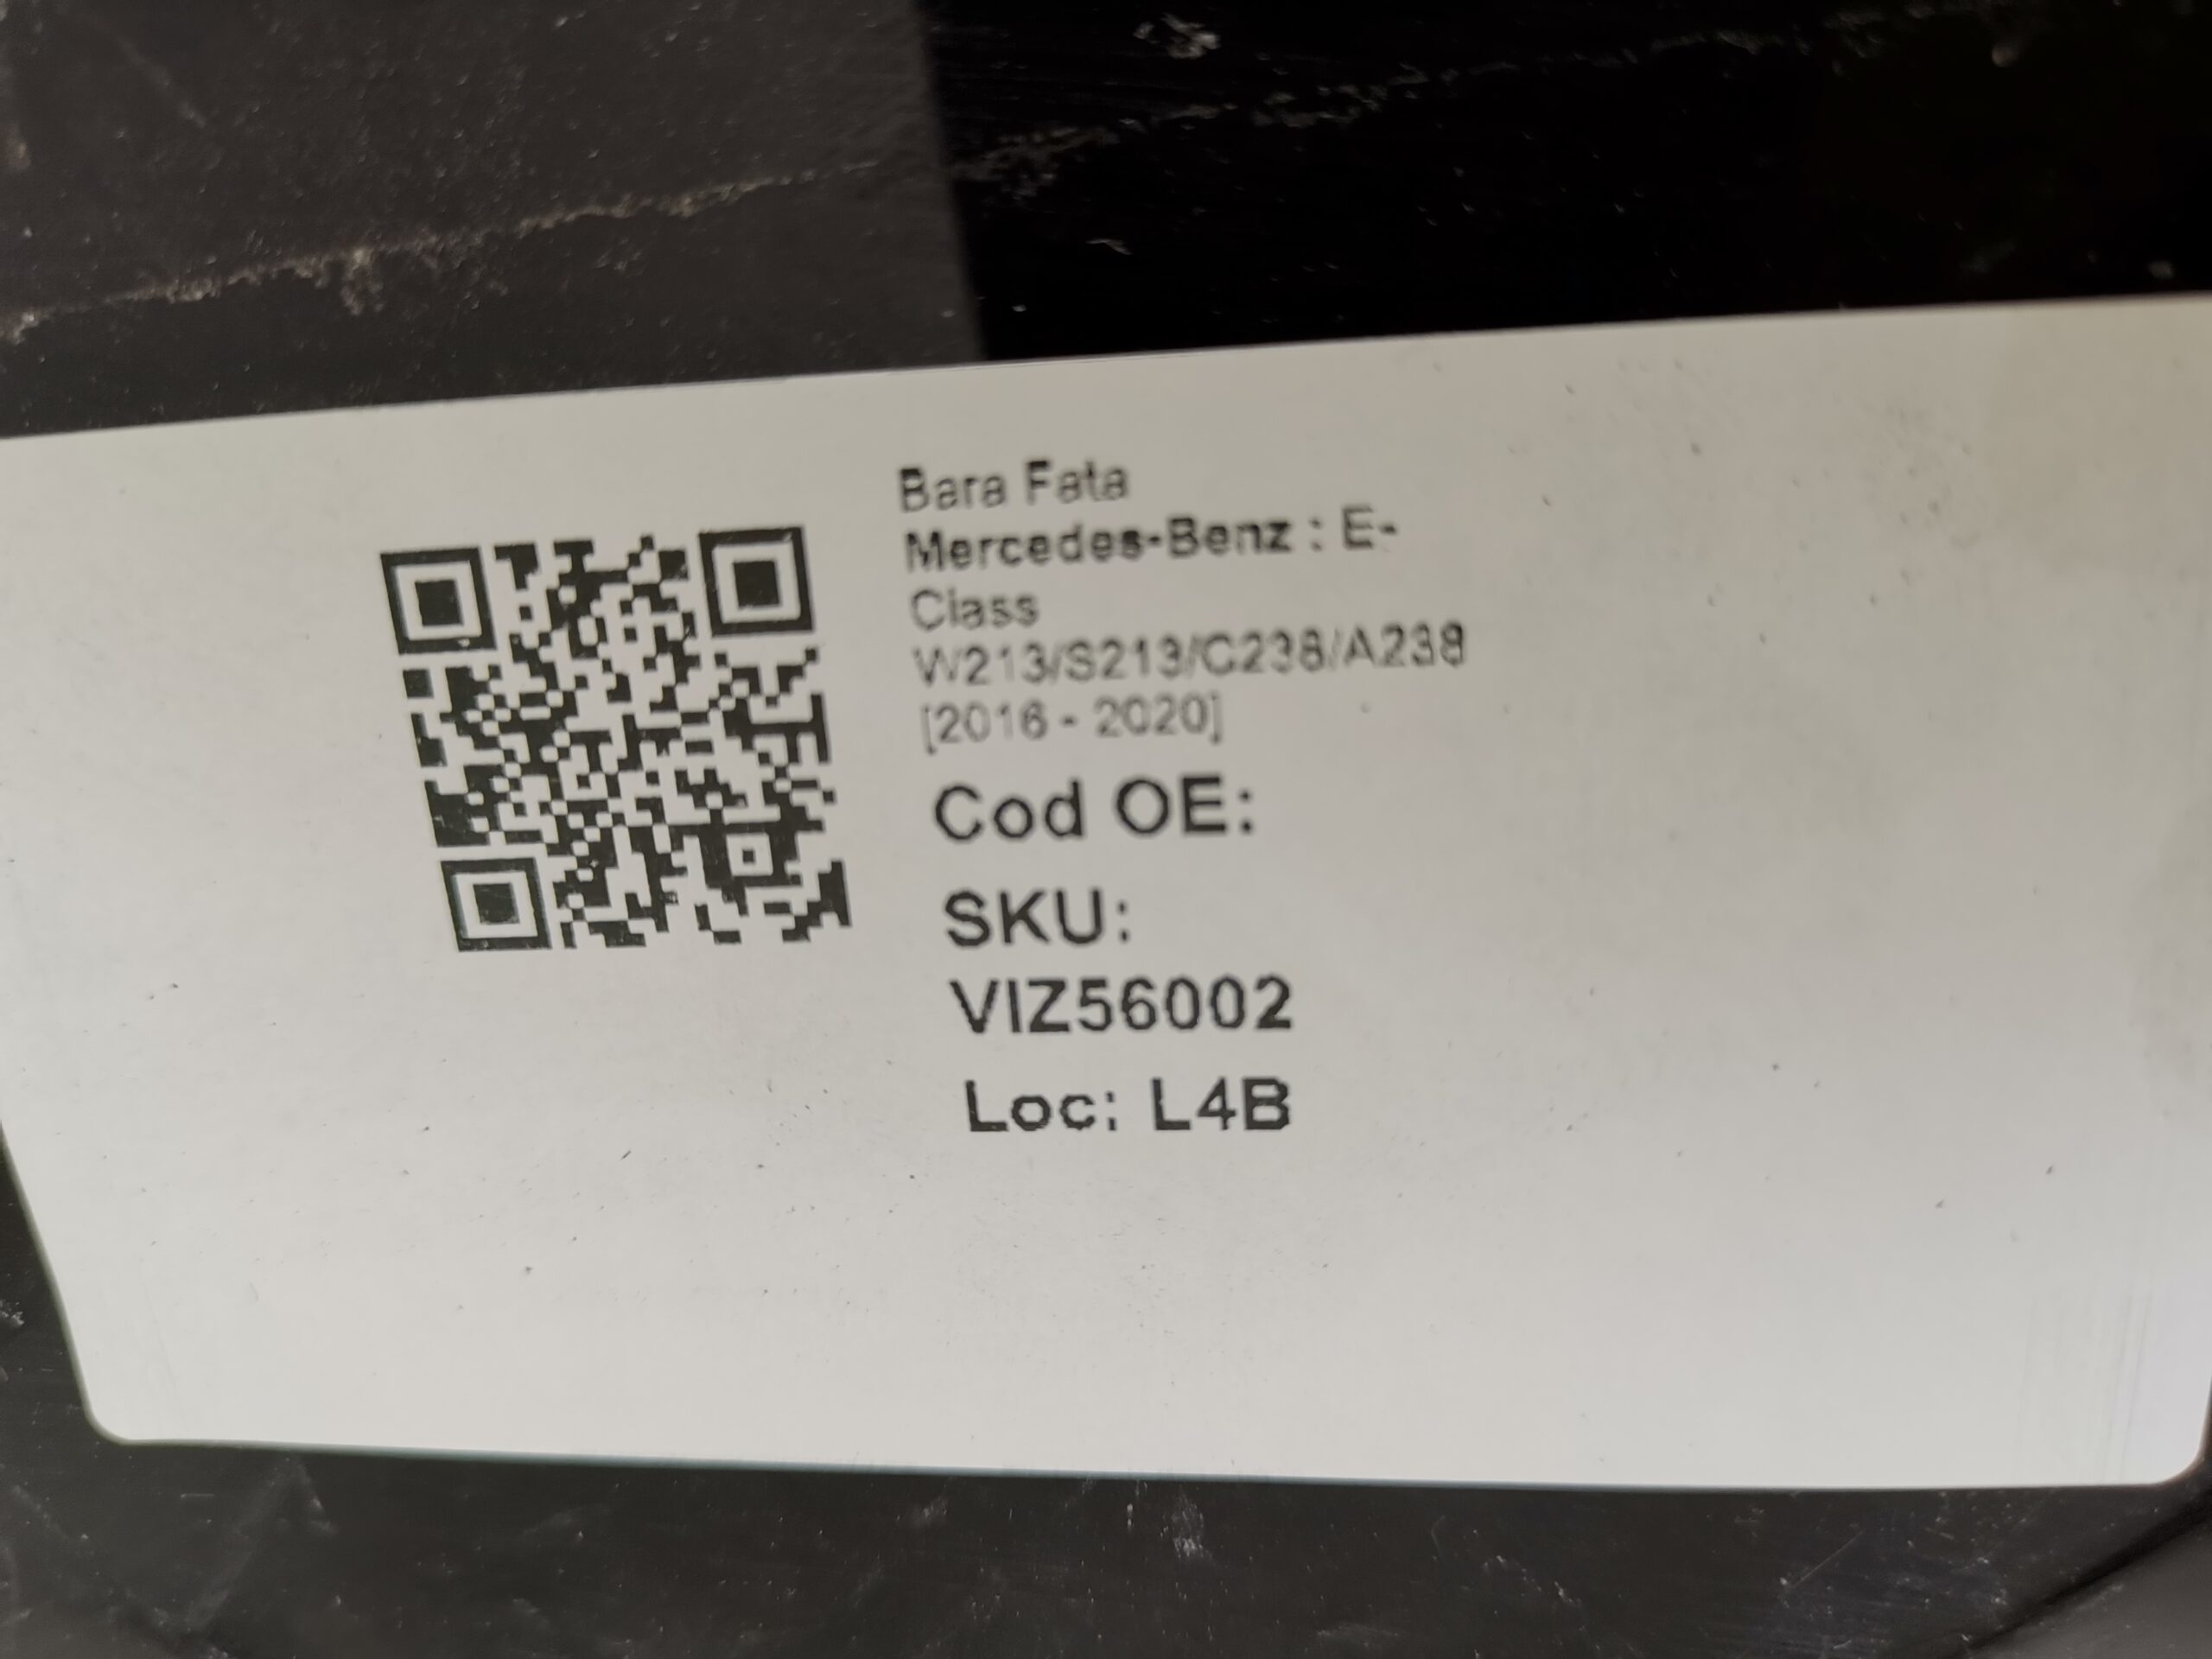 Bara Fata
Mercedes-Benz : E-
Class
W213/S213/C238/A238
[2016 - 2020]
Cod OE:
SKU:
VIZ56002
Loc: L4B